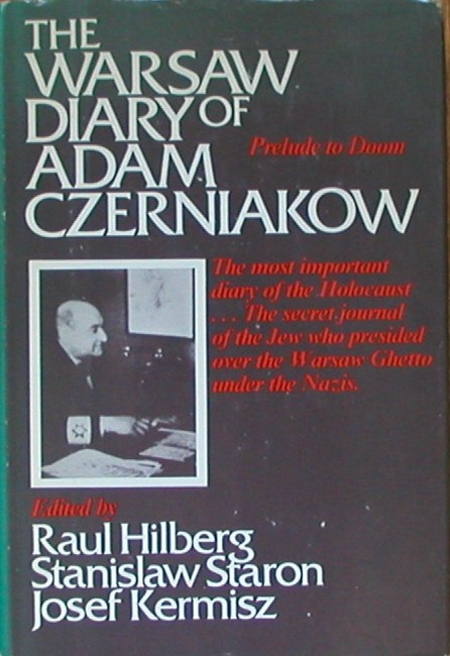 THE
WARSAW
DIARY OF
ADAM
CZERNIAKOW
Prelude to Doom
The most important
diary of the Holocaust
. . . The secret journal
of the Jew who presided
over the Warsaw Ghetto
under the Nazis.
Edited by
Raul Hilberg
Stanislaw Staron
Josef Kermisz